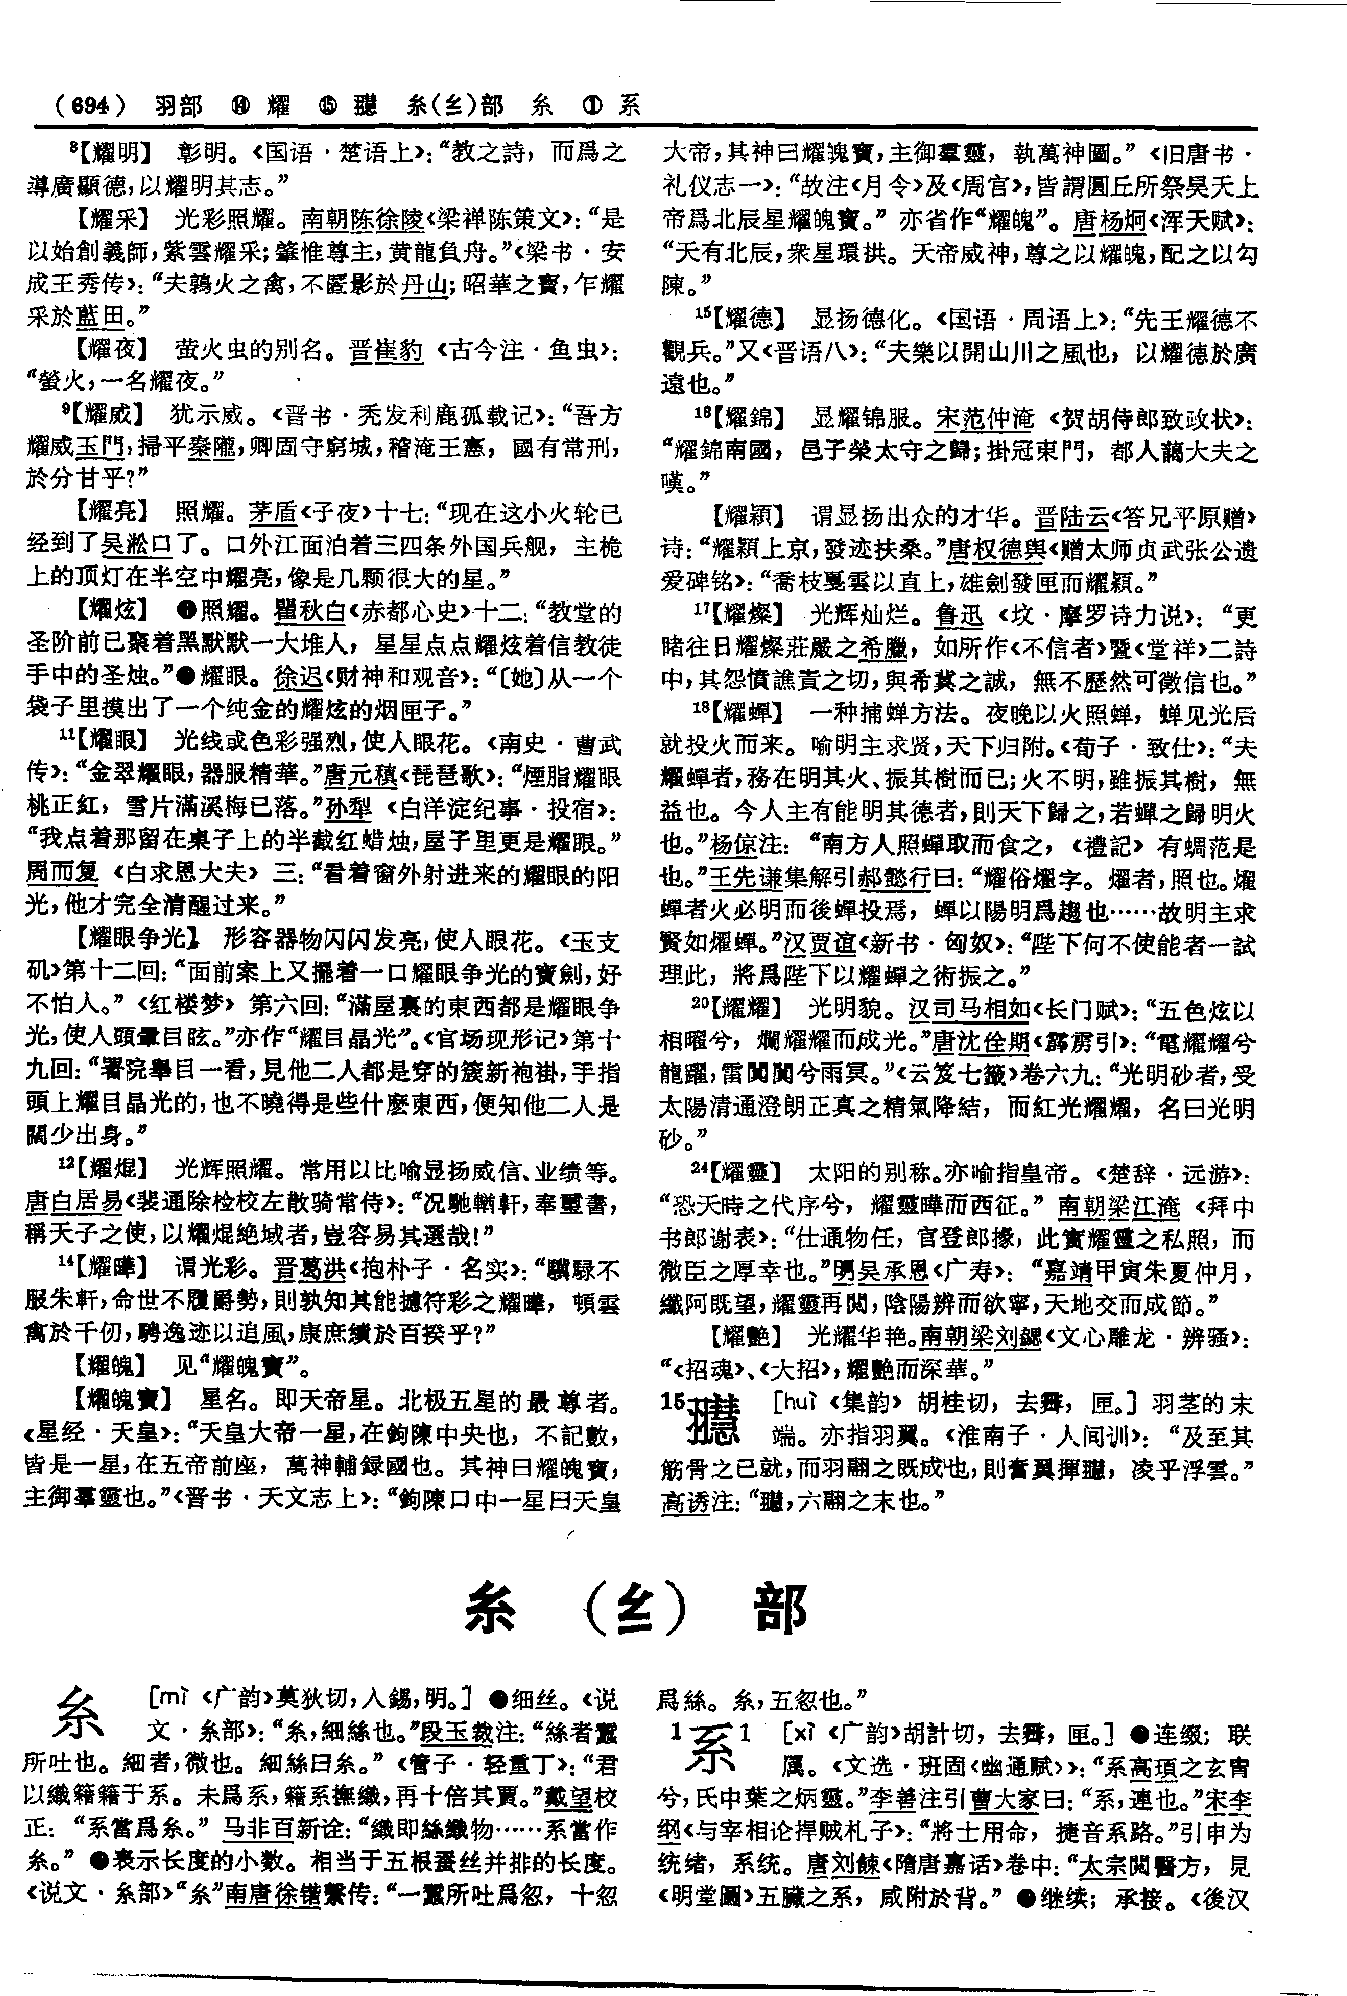 (694) 羽部 ⑭ 耀 ⑮ 䎚 糸(纟)部 糸 ① 系
⁸【耀明】 彰明。《国语·楚语上》：“教之詩，而爲之
導廣顯德，以耀明其志。”
【耀采】 光彩照耀。南朝陈徐陵《梁禅陈策文》：“是
以始創義師，紫雲耀采；肇惟尊主，黄龍負舟。”《梁书·安
成王秀传》：“夫鶉火之禽，不匿影於丹山；昭華之寶，乍耀
采於藍田。”
【耀夜】 萤火虫的别名。晋崔豹《古今注·鱼虫》：
“螢火，一名耀夜。”
⁹【耀威】 犹示威。《晋书·秃发利鹿孤载记》：“吾方
耀威玉門，掃平秦隴，卿固守窮城，稽淹王憲，國有常刑，
於分甘乎？”
【耀亮】 照耀。茅盾《子夜》十七：“现在这小火轮已
经到了吴淞口了。口外江面泊着三四条外国兵舰，主桅
上的顶灯在半空中耀亮，像是几颗很大的星。”
【耀炫】 ❶照耀。瞿秋白《赤都心史》十二：“教堂的
圣阶前已聚着黑默默一大堆人，星星点点耀炫着信教徒
手中的圣烛。”❷耀眼。徐迟《财神和观音》：“〔她〕从一个
袋子里摸出了一个纯金的耀炫的烟匣子。”
¹¹【耀眼】 光线或色彩强烈，使人眼花。《南史·曹武
传》：“金翠耀眼，器服精華。”唐元稹《琵琶歌》：“煙脂耀眼
桃正紅，雪片滿溪梅已落。”孙犁《白洋淀纪事·投宿》：
“我点着那留在桌子上的半截红蜡烛，屋子里更是耀眼。”
周而复《白求恩大夫》三：“看着窗外射进来的耀眼的阳
光，他才完全清醒过来。”
【耀眼争光】 形容器物闪闪发亮，使人眼花。《玉支
矶》第十二回：“面前案上又擺着一口耀眼争光的寶劍，好
不怕人。”《红楼梦》第六回：“滿屋裏的東西都是耀眼争
光，使人頭暈目眩。”亦作“耀目晶光”。《官场现形记》第十
九回：“署院舉目一看，見他二人都是穿的簇新袍褂，手指
頭上耀目晶光的，也不曉得是些什麽東西，便知他二人是
闊少出身。”
¹²【耀焜】 光辉照耀。常用以比喻显扬威信、业绩等。
唐白居易《裴通除检校左散骑常侍》：“况馳輶軒，奉璽書，
稱天子之使，以耀焜絶域者，豈容易其選哉！”
¹⁴【耀曄】 谓光彩。晋葛洪《抱朴子·名实》：“驥騄不
服朱軒，命世不履爵勢，則孰知其能攄符彩之耀曄，頓雲
禽於千仞，騁逸迹以追風，康庶績於百揆乎？”
【耀魄】 见“耀魄寶”。
【耀魄寶】 星名。即天帝星。北极五星的最尊者。
《星经·天皇》：“天皇大帝一星，在鉤陳中央也，不記數，
皆是一星，在五帝前座，萬神輔録國也。其神曰耀魄寶，
主御羣靈也。”《晋书·天文志上》：“鉤陳口中一星曰天皇
大帝，其神曰耀魄寶，主御羣靈，執萬神圖。”《旧唐书·
礼仪志一》：“故注《月令》及《周官》，皆謂圓丘所祭昊天上
帝爲北辰星耀魄寶。”亦省作“耀魄”。唐杨炯《浑天赋》：
“天有北辰，衆星環拱。天帝威神，尊之以耀魄，配之以勾
陳。”
¹⁵【耀德】 显扬德化。《国语·周语上》：“先王耀德不
觀兵。”又《晋语八》：“夫樂以開山川之風也，以耀德於廣
遠也。”
¹⁶【耀錦】 显耀锦服。宋范仲淹《贺胡侍郎致政状》：
“耀錦南國，邑子榮太守之歸；掛冠東門，都人藹大夫之
嘆。”
【耀穎】 谓显扬出众的才华。晋陆云《答兄平原赠》
诗：“耀穎上京，發迹扶桑。”唐权德舆《赠太师贞武张公遗
爱碑铭》：“喬枝戛雲以直上，雄劍發匣而耀穎。”
¹⁷【耀燦】 光辉灿烂。鲁迅《坟·摩罗诗力说》：“更
睹往日耀燦莊嚴之希臘，如所作《不信者》暨《堂祥》二詩
中，其怨憤譙責之切，與希冀之誠，無不歷然可徵信也。”
¹⁸【耀蟬】 一种捕蝉方法。夜晚以火照蝉，蝉见光后
就投火而来。喻明主求贤，天下归附。《荀子·致仕》：“夫
耀蟬者，務在明其火、振其樹而已；火不明，雖振其樹，無
益也。今人主有能明其德者，則天下歸之，若蟬之歸明火
也。”杨倞注：“南方人照蟬取而食之，《禮記》有蜩范是
也。”王先谦集解引郝懿行曰：“耀俗爠字。爠者，照也。爠
蟬者火必明而後蟬投焉，蟬以陽明爲趨也……故明主求
賢如爠蟬。”汉贾谊《新书·匈奴》：“陛下何不使能者一試
理此，將爲陛下以耀蟬之術振之。”
²⁰【耀耀】 光明貌。汉司马相如《长门赋》：“五色炫以
相曜兮，爛耀耀而成光。”唐沈佺期《霹雳引》：“電耀耀兮
龍躍，雷闐闐兮雨冥。”《云笈七籤》卷六九：“光明砂者，受
太陽清通澄朗正真之精氣降結，而紅光耀耀，名曰光明
砂。”
²⁴【耀靈】 太阳的别称。亦喻指皇帝。《楚辞·远游》：
“恐天時之代序兮，耀靈曄而西征。”南朝梁江淹《拜中
书郎谢表》：“仕通物任，官登郎掾，此實耀靈之私照，而
微臣之厚幸也。”明吴承恩《广寿》：“嘉靖甲寅朱夏仲月，
纖阿既望，耀靈再閲，陰陽辨而欲寧，天地交而成節。”
【耀艷】 光耀华艳。南朝梁刘勰《文心雕龙·辨骚》：
“《招魂》、《大招》，耀艷而深華。”
15 䎚 [huì《集韵》胡桂切，去霽，匣。] 羽茎的末
端。亦指羽翼。《淮南子·人间训》：“及至其
筋骨之已就，而羽翮之既成也，則奮翼揮䎚，凌乎浮雲。”
高诱注：“䎚，六翮之末也。”
糸（纟）部
糸 [mì《广韵》莫狄切，入錫，明。] ❶细丝。《说
文·糸部》：“糸，細絲也。”段玉裁注：“絲者蠶
所吐也。細者，微也。細絲曰糸。”《管子·轻重丁》：“君
以織籍籍于系。未爲系，籍系撫織，再十倍其賈。”戴望校
正：“系當爲糸。”马非百新诠：“織即絲織物……系當作
糸。”❷表示长度的小数。相当于五根蚕丝并排的长度。
《说文·糸部》“糸”南唐徐锴繫传：“一蠶所吐爲忽，十忽
爲絲。糸，五忽也。”
1 系1 [xì《广韵》胡計切，去霽，匣。] ❶连缀；联
属。《文选·班固〈幽通赋〉》：“系高頊之玄胄
兮，氏中葉之炳靈。”李善注引曹大家曰：“系，連也。”宋李
纲《与宰相论捍贼札子》：“將士用命，捷音系路。”引申为
统绪，系统。唐刘餗《隋唐嘉话》卷中：“太宗閲醫方，見
《明堂圖》五臟之系，咸附於背。”❷继续；承接。《後汉